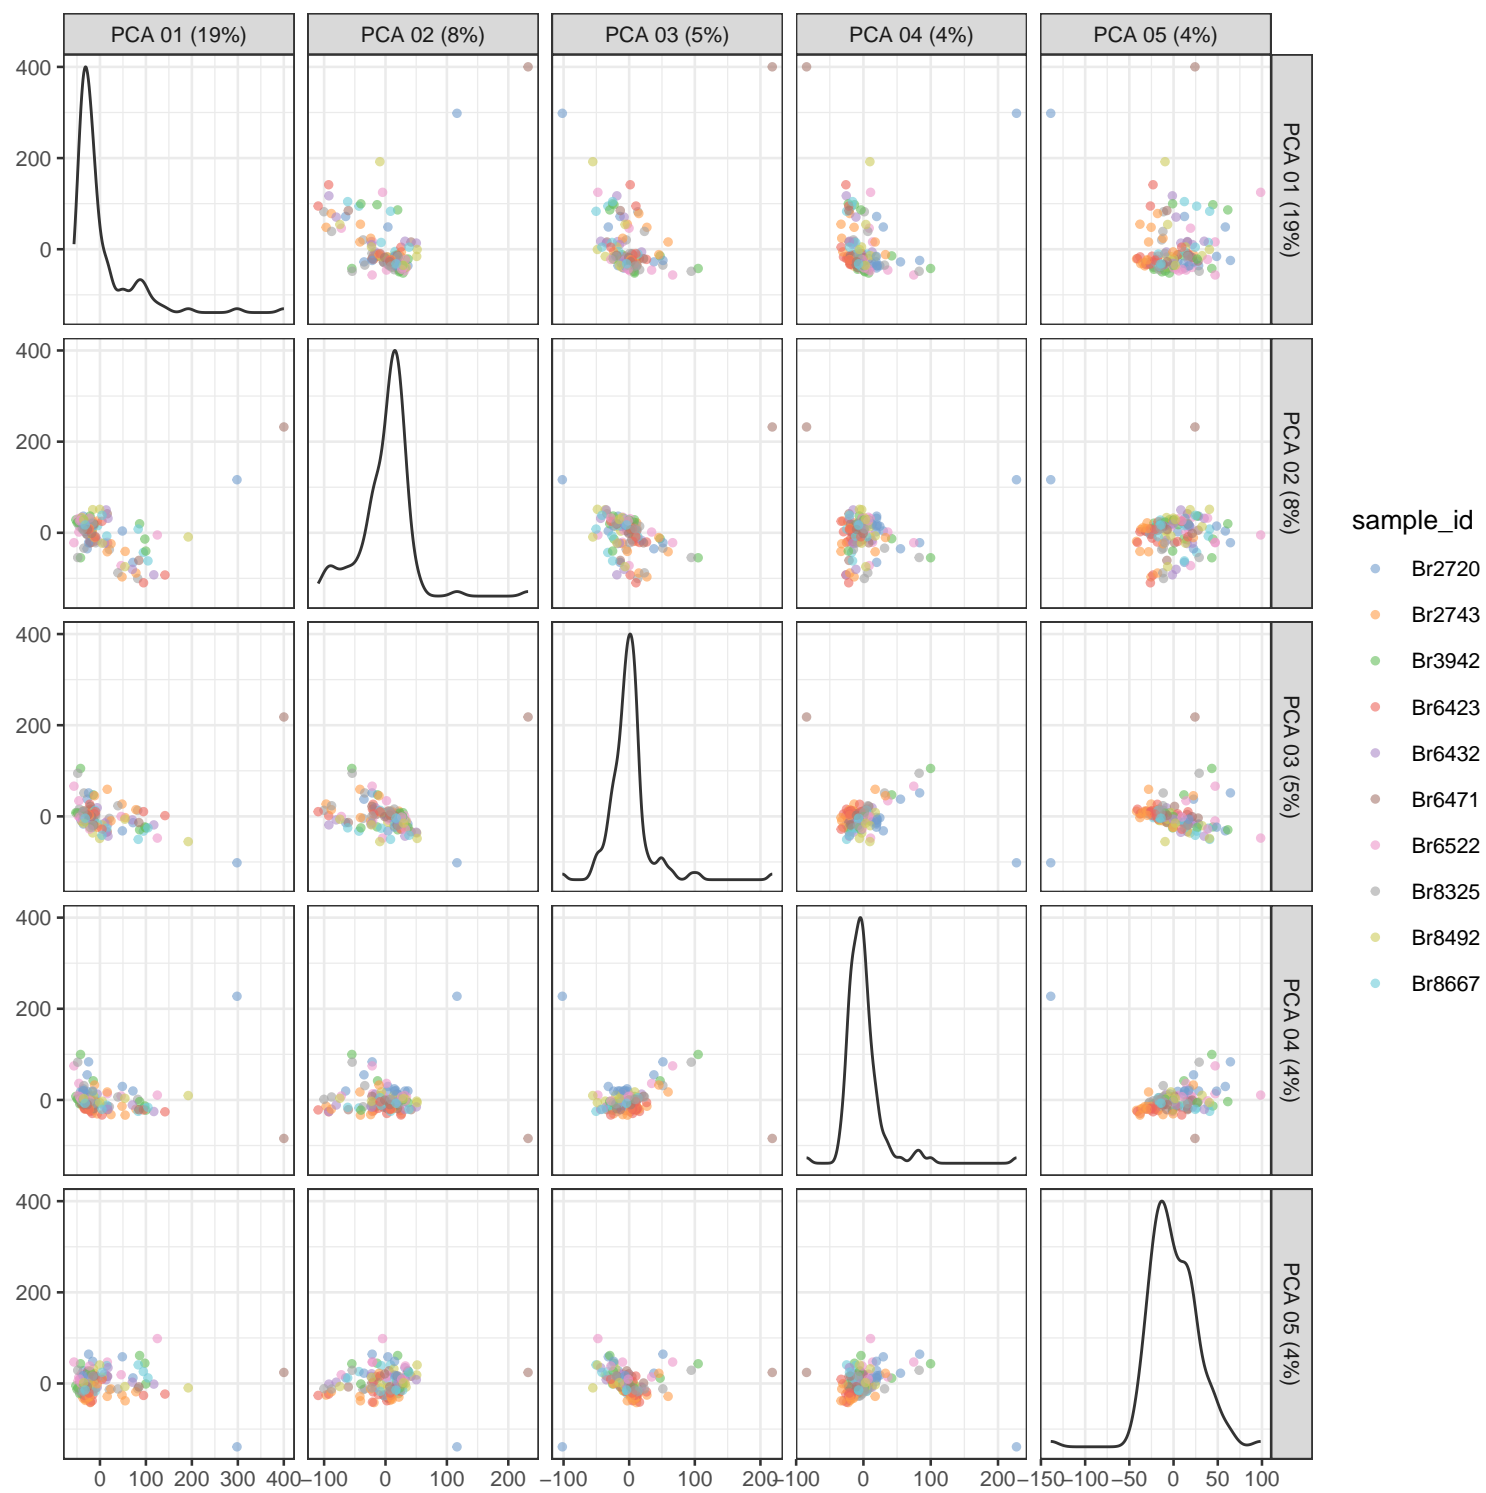 PCA 01 (19%) PCA 02 (8%) PCA 03 (5%) PCA 04 (4%) PCA 05 (4%)
400
200
0
PCA 01 (19%)
400
200
0
PCA 02 (8%)
400
200
0
PCA 03 (5%)
400
200
0
PCA 04 (4%)
400
200
0
PCA 05 (4%)
0 100 200 300 400 −100 0 100 200 −100 0 100 200 −100 0 100 200 −150 −100 −50 0 50 100
sample_id
Br2720
Br2743
Br3942
Br6423
Br6432
Br6471
Br6522
Br8325
Br8492
Br8667